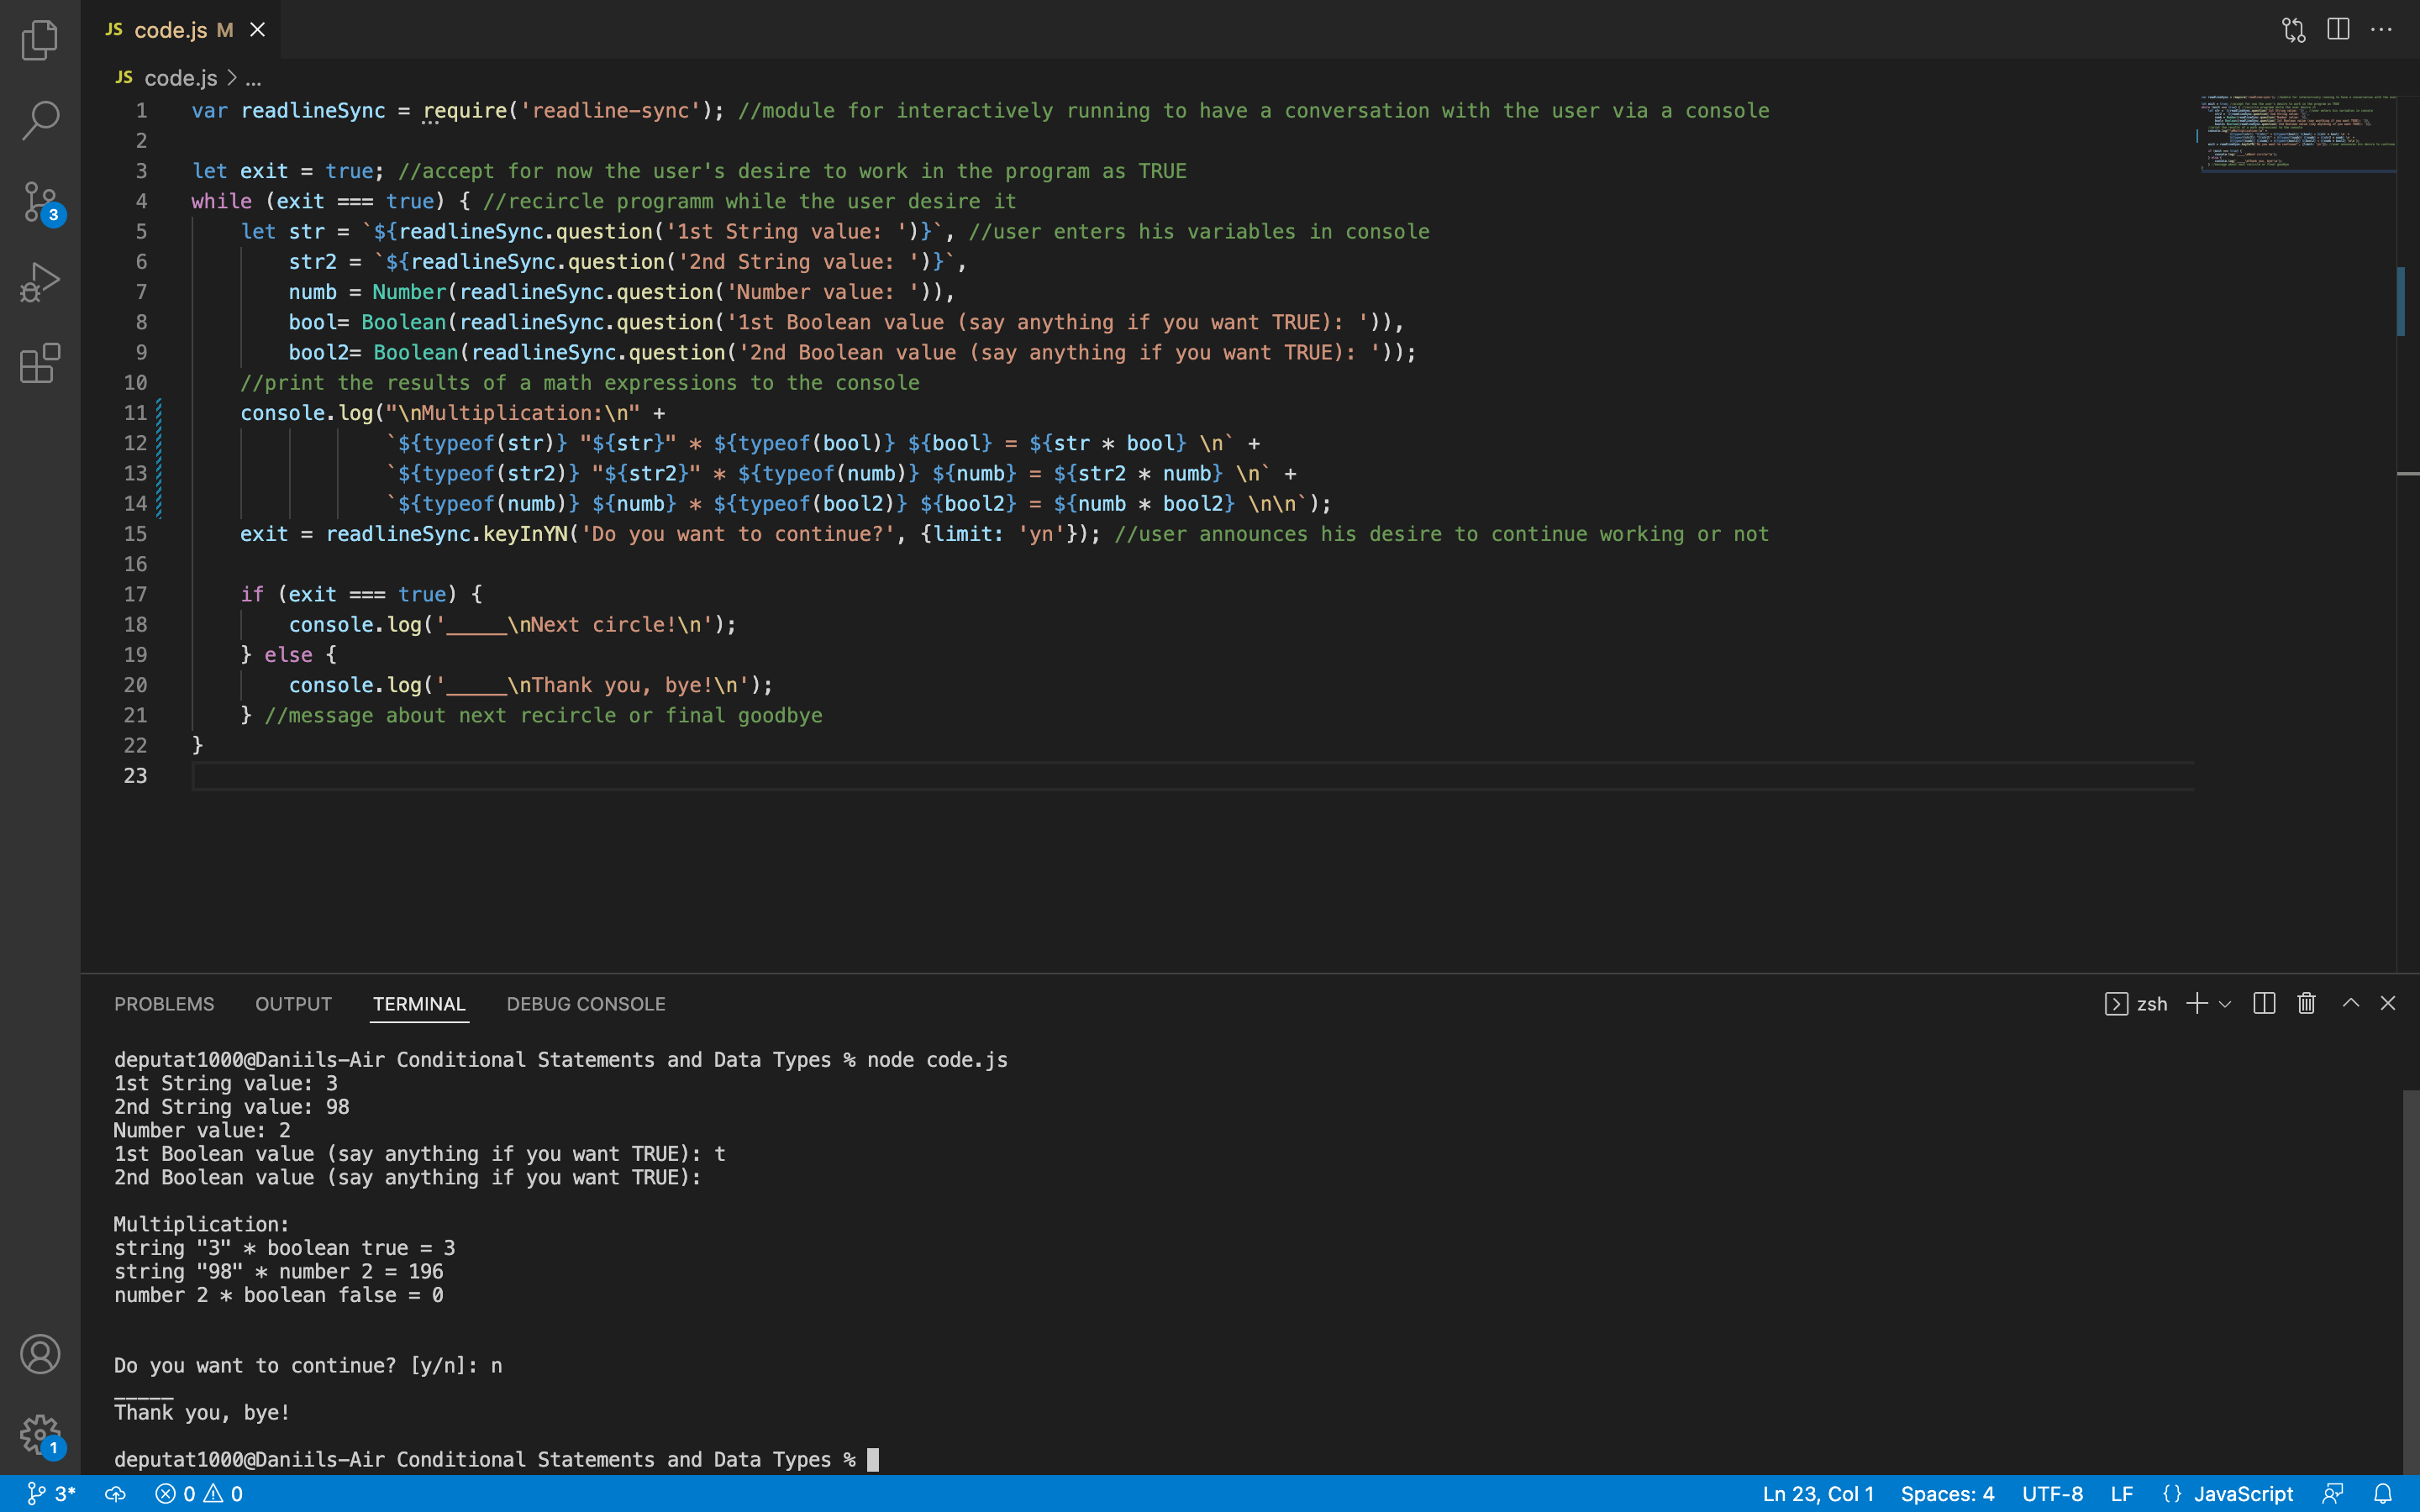 JS code.js M
JS code.js > ...
1 var readlineSync = require('readline-sync'); //module for interactively running to have a conversation with the user via a console
2
3 let exit = true; //accept for now the user's desire to work in the program as TRUE
4 while (exit === true) { //recircle programm while the user desire it
5     let str = `${readlineSync.question('1st String value: ')}`, //user enters his variables in console
6         str2 = `${readlineSync.question('2nd String value: ')}`,
7         numb = Number(readlineSync.question('Number value: ')),
8         bool= Boolean(readlineSync.question('1st Boolean value (say anything if you want TRUE): ')),
9         bool2= Boolean(readlineSync.question('2nd Boolean value (say anything if you want TRUE): '));
10     //print the results of a math expressions to the console
11     console.log("\nMultiplication:\n" +
12                 `${typeof(str)} "${str}" * ${typeof(bool)} ${bool} = ${str * bool} \n` +
13                 `${typeof(str2)} "${str2}" * ${typeof(numb)} ${numb} = ${str2 * numb} \n` +
14                 `${typeof(numb)} ${numb} * ${typeof(bool2)} ${bool2} = ${numb * bool2} \n\n`);
15     exit = readlineSync.keyInYN('Do you want to continue?', {limit: 'yn'}); //user announces his desire to continue working or not
16
17     if (exit === true) {
18         console.log('_____\nNext circle!\n');
19     } else {
20         console.log('_____\nThank you, bye!\n');
21     } //message about next recircle or final goodbye
22 }
23
3
PROBLEMS OUTPUT TERMINAL DEBUG CONSOLE zsh
deputat1000@Daniils-Air Conditional Statements and Data Types % node code.js
1st String value: 3
2nd String value: 98
Number value: 2
1st Boolean value (say anything if you want TRUE): t
2nd Boolean value (say anything if you want TRUE):
Multiplication:
string "3" * boolean true = 3
string "98" * number 2 = 196
number 2 * boolean false = 0
Do you want to continue? [y/n]: n
_____
Thank you, bye!
deputat1000@Daniils-Air Conditional Statements and Data Types %
1
3* 0 0 Ln 23, Col 1 Spaces: 4 UTF-8 LF {} JavaScript